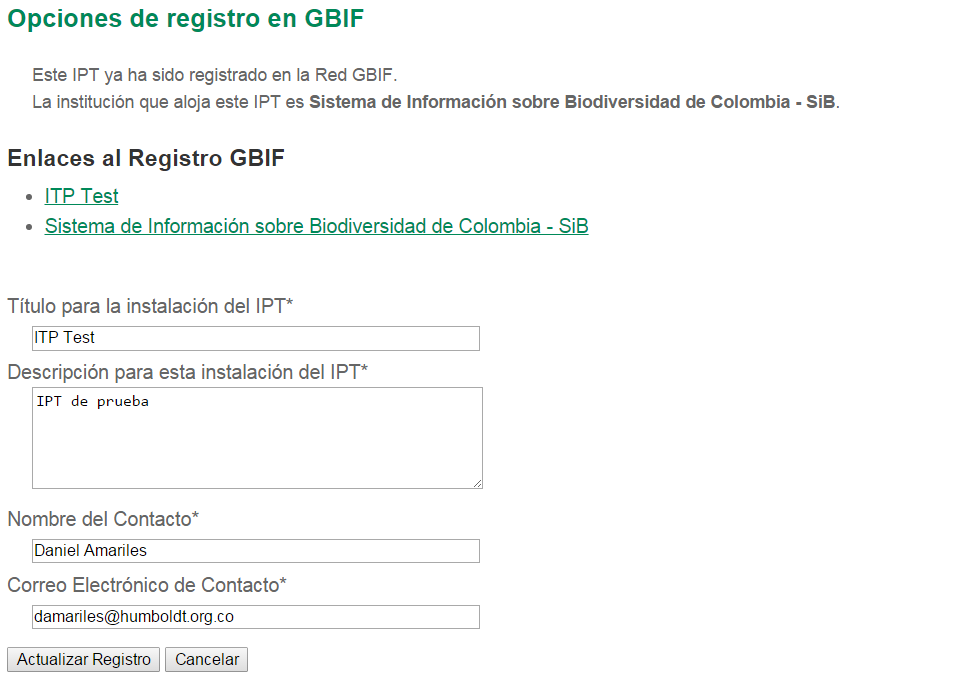 Opciones de registro en GBIF
Este IPT ya ha sido registrado en la Red GBIF.
La institución que aloja este IPT es Sistema de Información sobre Biodiversidad de Colombia - SiB.
Enlaces al Registro GBIF
ITP Test
Sistema de Información sobre Biodiversidad de Colombia - SiB
Título para la instalación del IPT*
ITP Test
Descripción para esta instalación del IPT*
IPT de prueba
Nombre del Contacto*
Daniel Amariles
Correo Electrónico de Contacto*
damariles@humboldt.org.co
Actualizar Registro Cancelar